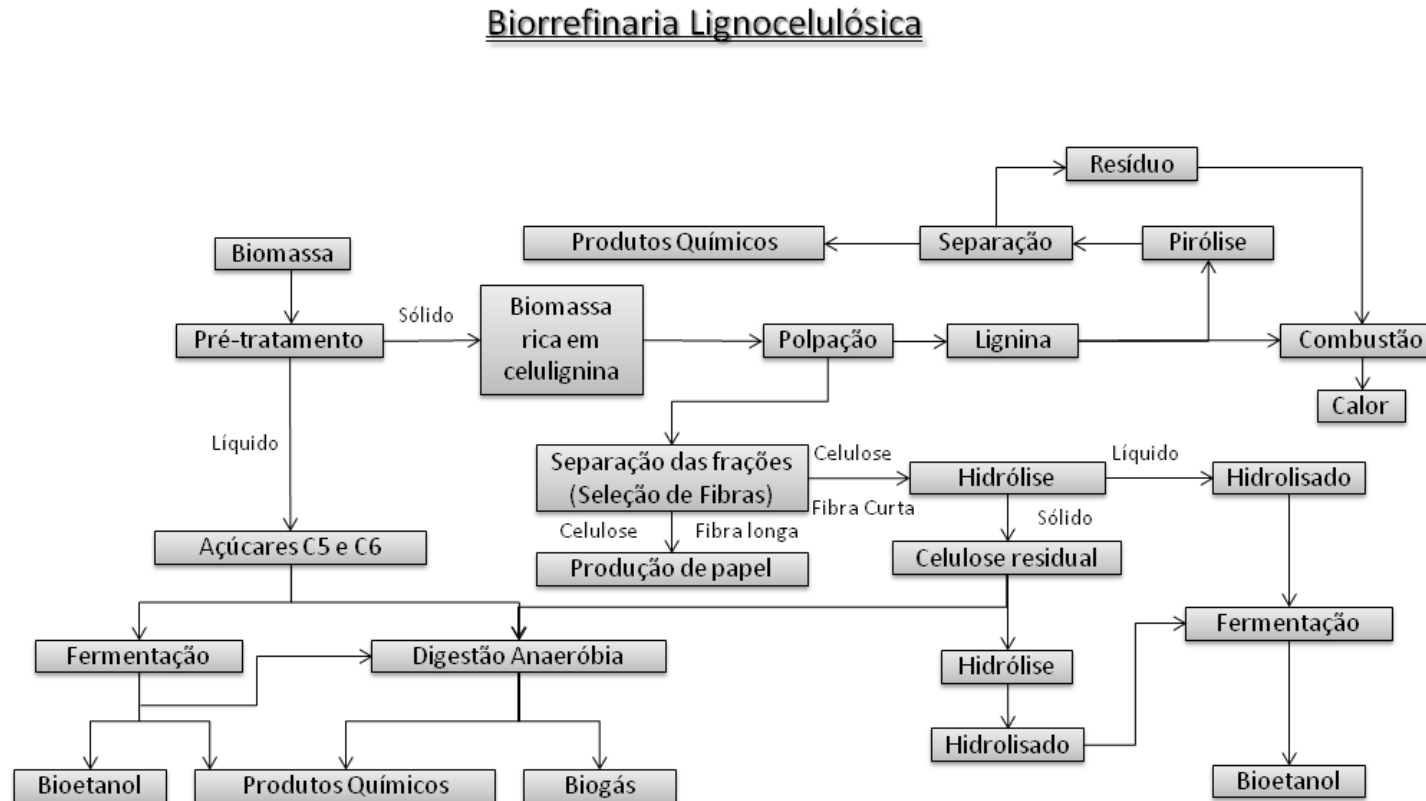 Biorrefinaria Lignocelulósica
Resíduo
Biomassa
Produtos Químicos
Separação
Pirólise
Pré-tratamento
Sólido
Biomassa
rica em
celulignina
Polpação
Lignina
Combustão
Calor
Líquido
Separação das frações
(Seleção de Fibras)
Celulose
Fibra Curta
Hidrólise
Líquido
Hidrolisado
Sólido
Celulose
Fibra longa
Açúcares C5 e C6
Produção de papel
Celulose residual
Fermentação
Digestão Anaeróbia
Fermentação
Hidrólise
Hidrolisado
Bioetanol
Produtos Químicos
Biogás
Bioetanol